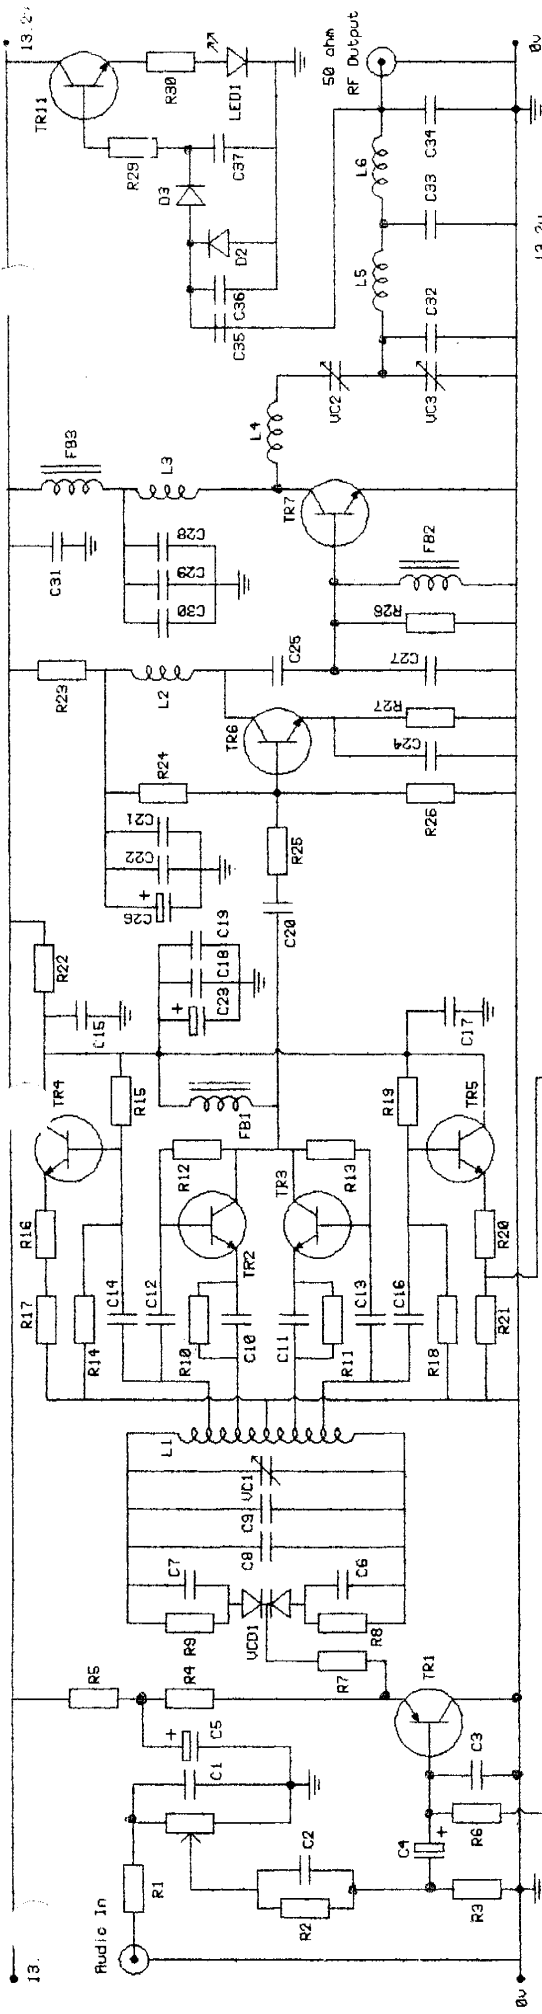 Audio In
13.
0v
R1
R2
C2
R3
C4
+
C1
C5
+
R6
C3
R5
R4
TR1
R7
R9
C7
VCD1
R8
C6
C8
C9
VC1
L1
R17
R16
R14
C14
C12
R10
C10
C11
R11
C13
C16
R18
R21
R20
TR4
R15
R12
TR2
TR3
R13
FB1
R19
TR5
R22
C15
C23
+
C18
C19
C17
C20
R25
C26
+
C22
C21
R24
R23
TR6
L2
R26
C24
R27
C25
C27
R26
FB2
C31
C30
C29
C28
FB3
L3
TR7
L4
VC2
VC3
C35
C36
D2
D3
C32
L5
C33
L6
C34
R29
C37
TR11
R30
LED1
50 ohm
RF Output
13.2v
0v
13.2v